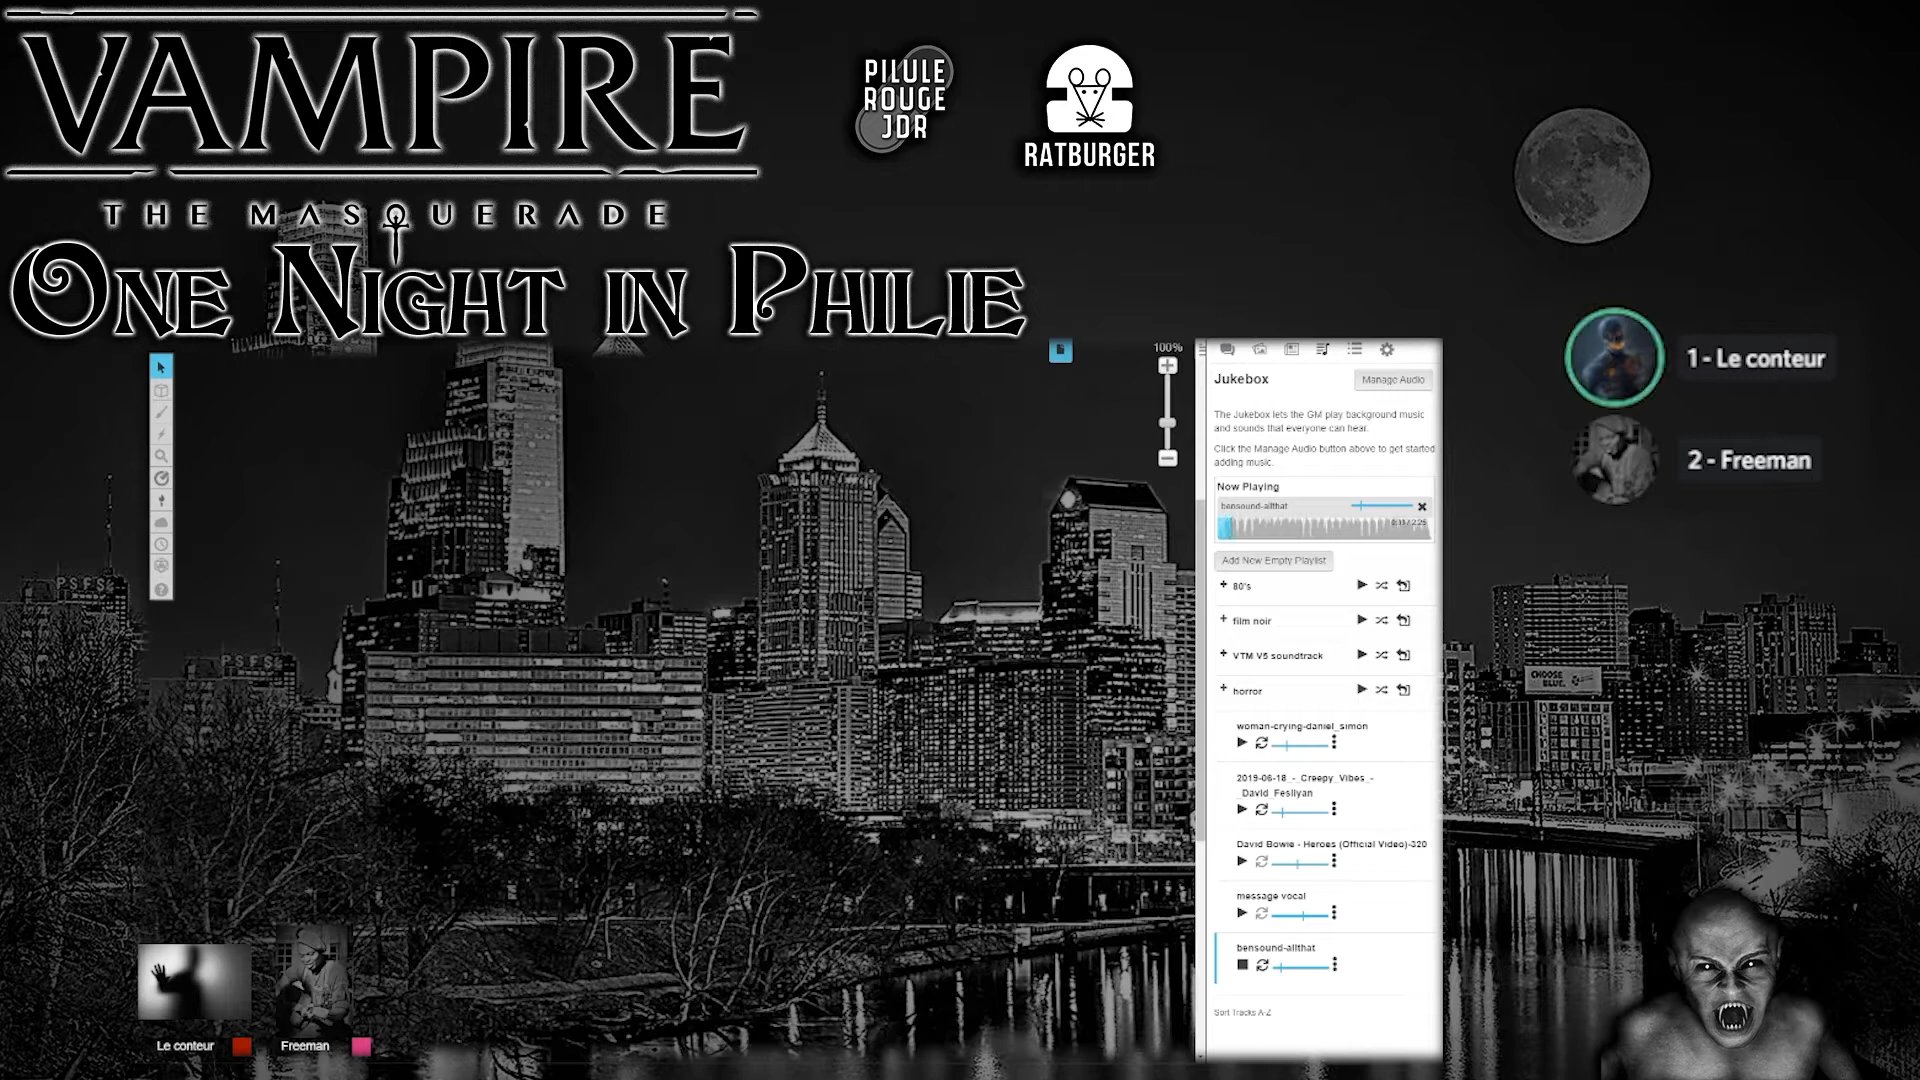 VAMPIRE
THE MASQUERADE
ONE NIGHT IN PHILIE
PILULE
ROUGE
JDR
RATBURGER
1 - Le conteur
2 - Freeman
100%
Jukebox
Manage Audio
The Jukebox lets the GM play background music
and sounds that everyone can hear.
Click the Manage Audio button above to get started
adding music.
Now Playing
bensound-allthat
Add New Empty Playlist
80's
film noir
VTM V5 soundtrack
horror
woman-crying-daniel_simon
2019-06-18_-_Creepy_Vibes_-
_David_Fesliyan
David Bowie - Heroes (Official Video)-320
message vocal
bensound-allthat
Sort Tracks A-Z
PSFS
PSFS
CHOOSE
BLUE.
Le conteur
Freeman